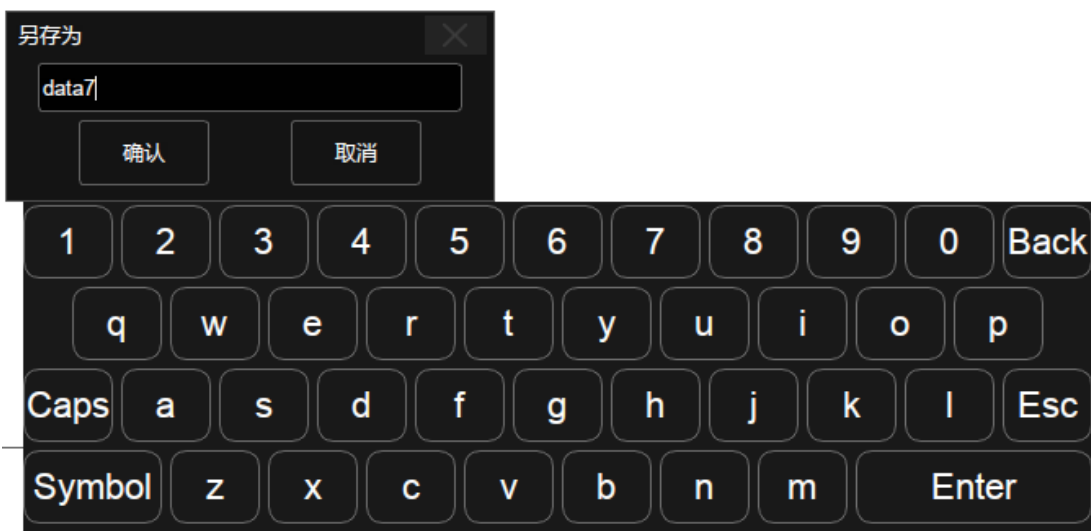 另存为
data7
确认 取消
1 2 3 4 5 6 7 8 9 0 Back
q w e r t y u i o p
Caps a s d f g h j k l Esc
Symbol z x c v b n m Enter